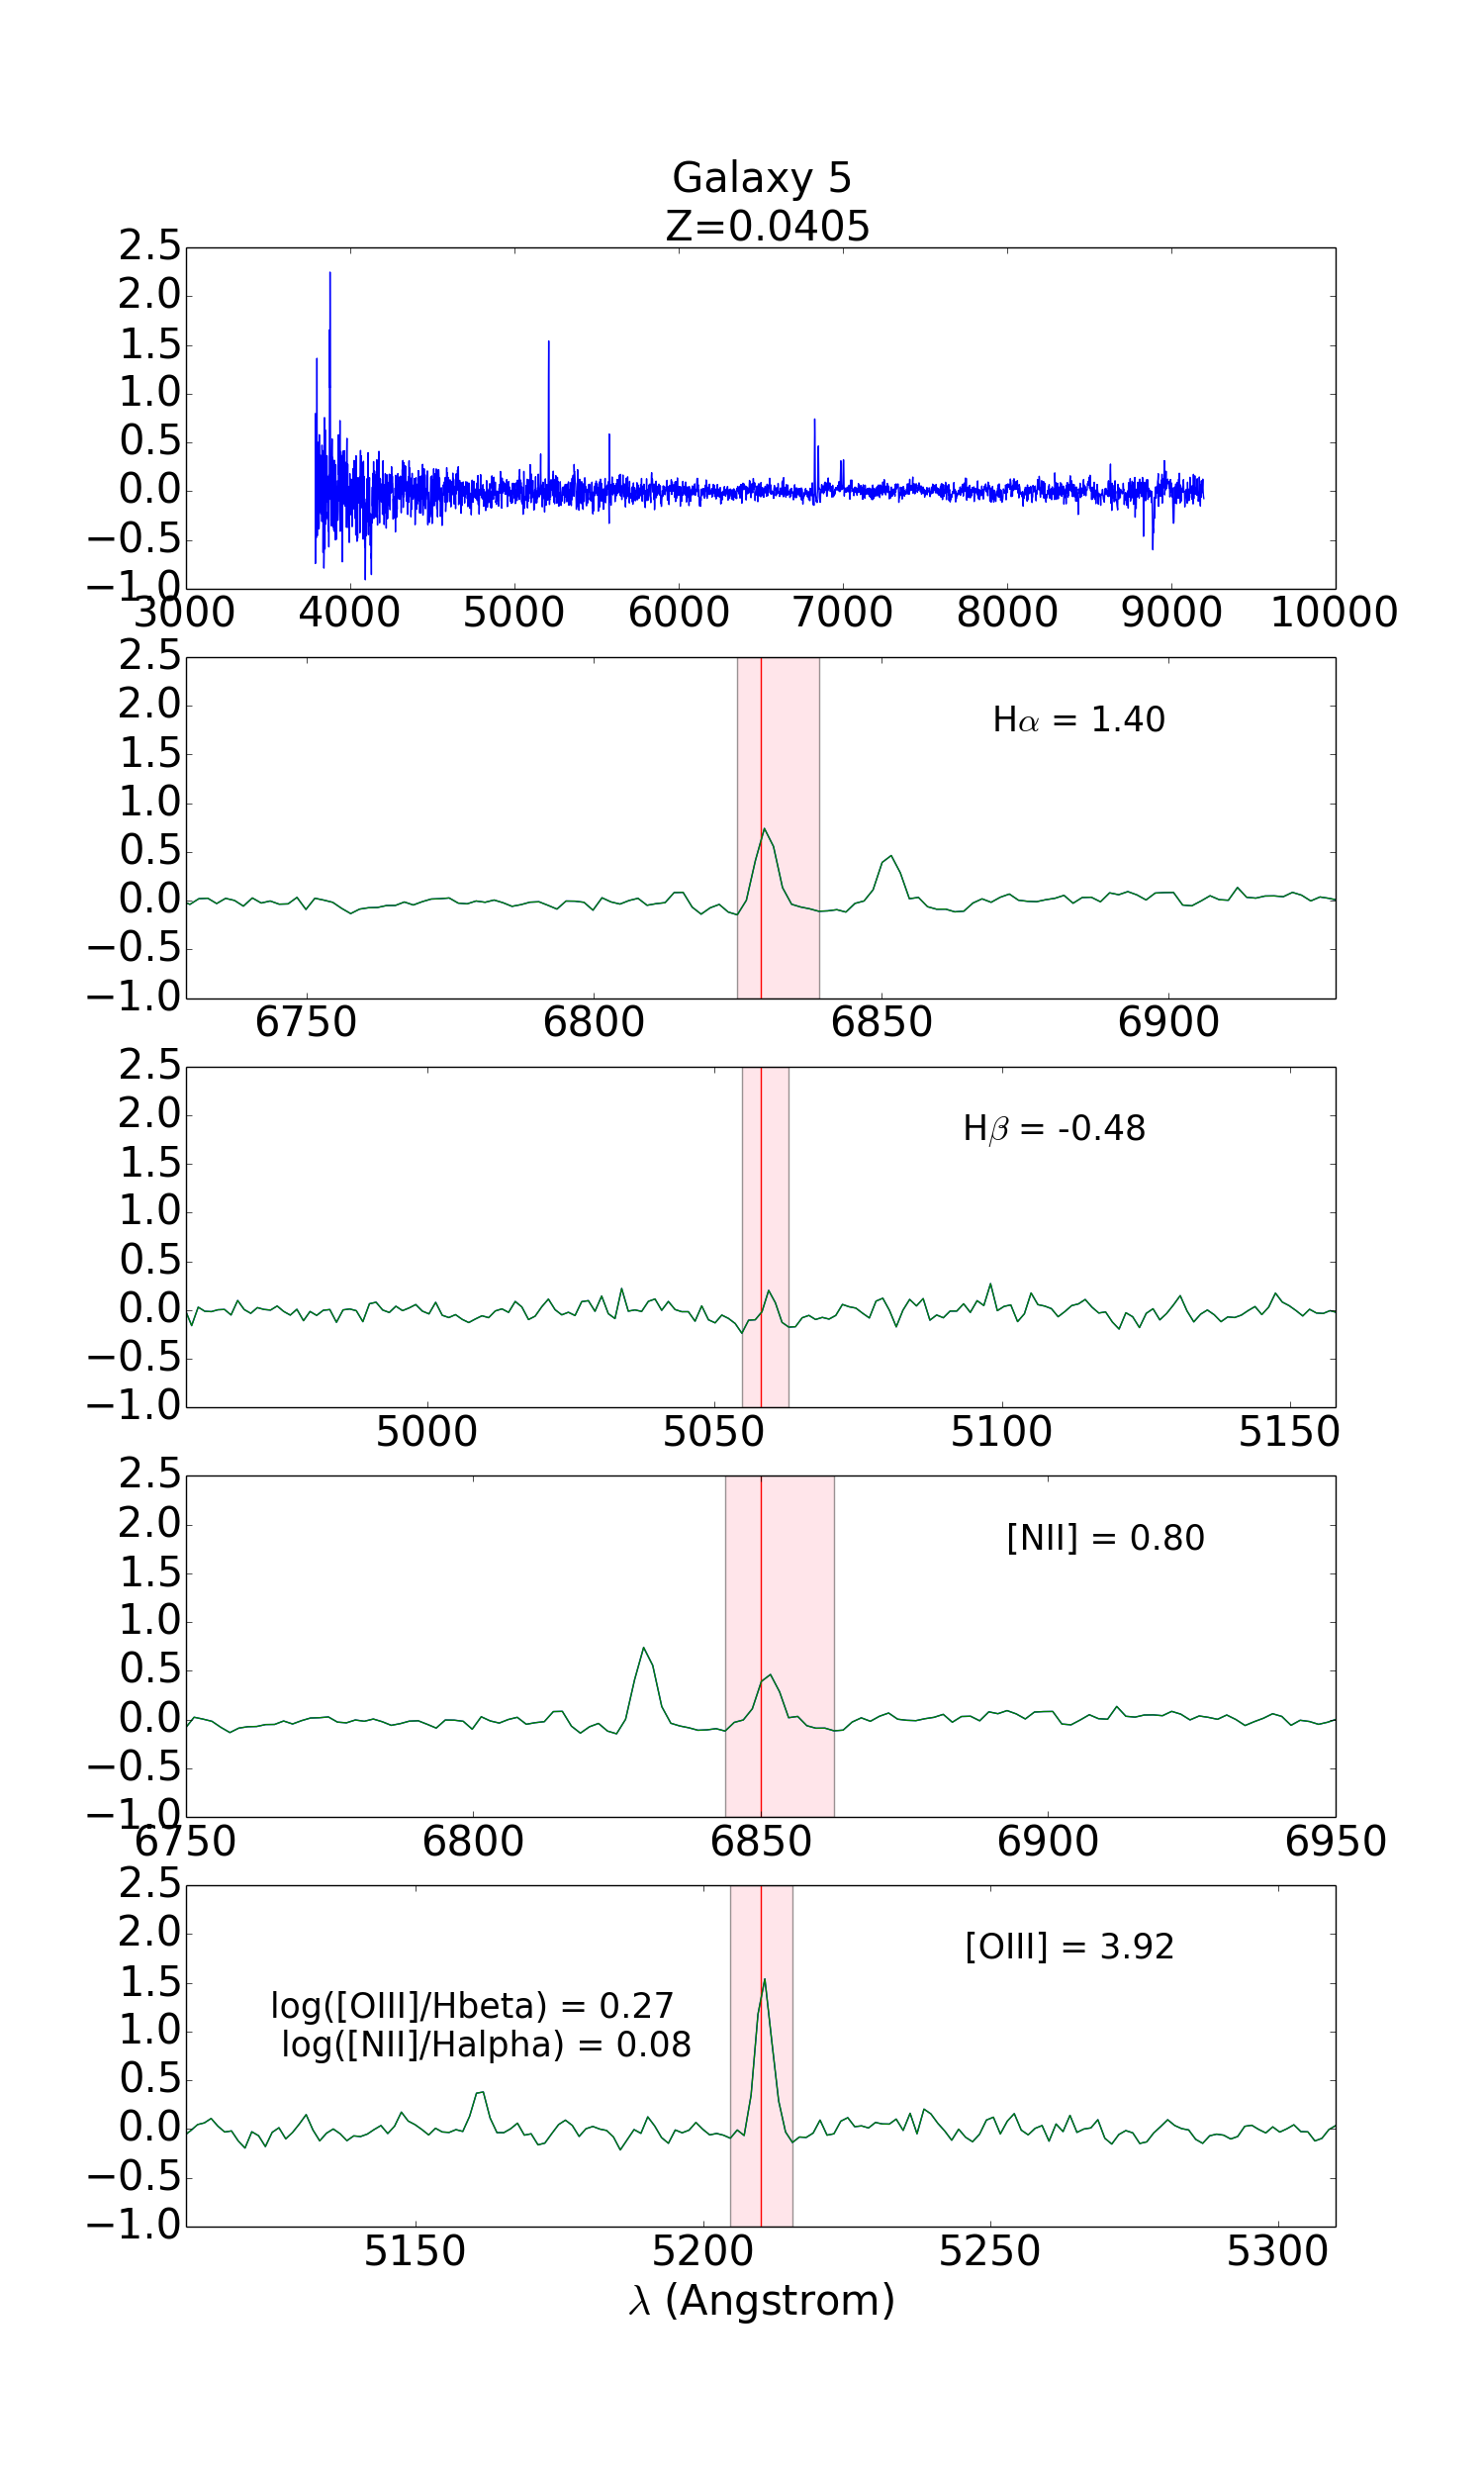 Galaxy 5
Z=0.0405
2.5
2.0
1.5
1.0
0.5
0.0
−0.5
−1.0
3000 4000 5000 6000 7000 8000 9000 10000
2.5
2.0
1.5
1.0
0.5
0.0
−0.5
−1.0
Hα = 1.40
6750 6800 6850 6900
2.5
2.0
1.5
1.0
0.5
0.0
−0.5
−1.0
Hβ = -0.48
5000 5050 5100 5150
2.5
2.0
1.5
1.0
0.5
0.0
−0.5
−1.0
[NII] = 0.80
6750 6800 6850 6900 6950
2.5
2.0
1.5
1.0
0.5
0.0
−0.5
−1.0
[OIII] = 3.92
log([OIII]/Hbeta) = 0.27
log([NII]/Halpha) = 0.08
5150 5200 5250 5300
λ (Angstrom)